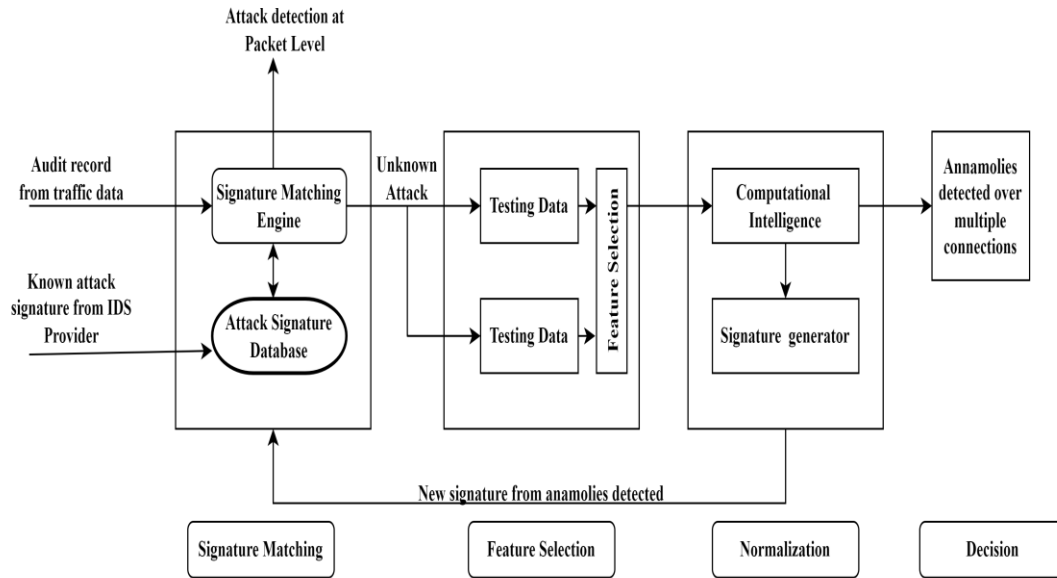 Attack detection at
Packet Level
Audit record
from traffic data
Signature Matching
Engine
Unknown
Attack
Testing Data
Feature Selection
Computational
Intelligence
Annamolies
detected over
multiple
connections
Known attack
signature from IDS
Provider
Attack Signature
Database
Testing Data
Signature generator
New signature from anamolies detected
Signature Matching
Feature Selection
Normalization
Decision